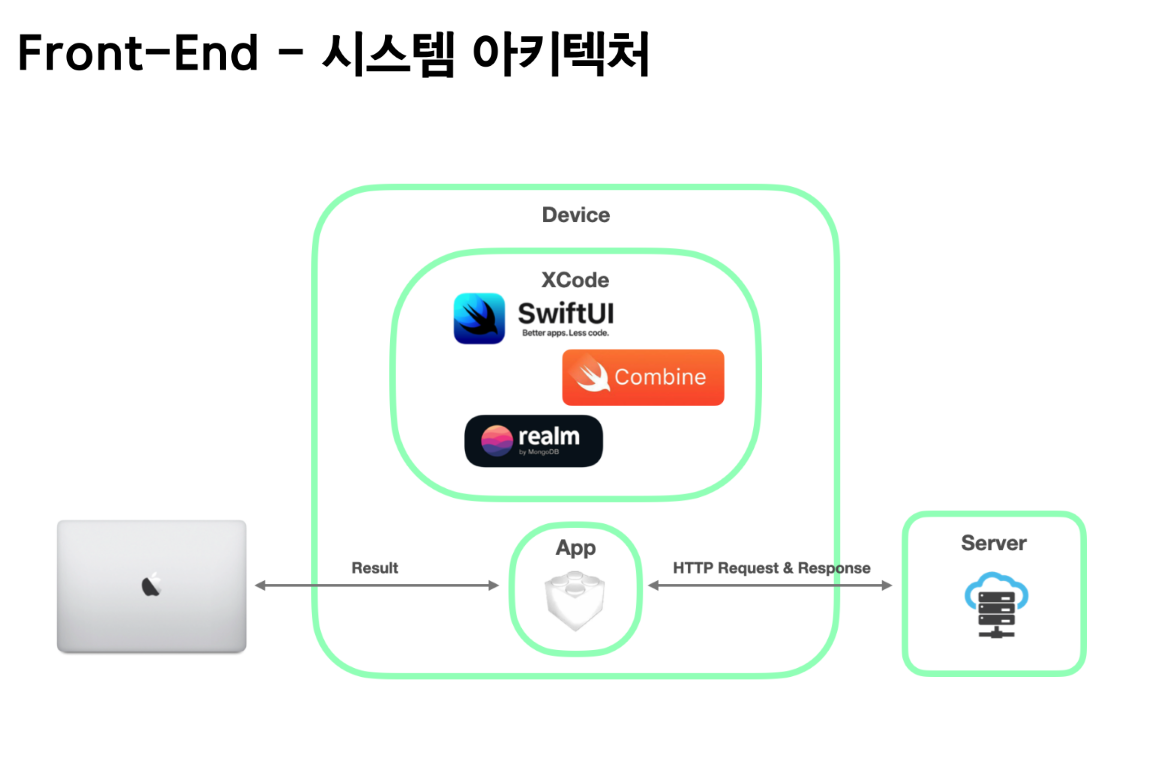 Front-End - 시스템 아키텍처
Device
XCode
SwiftUI
Better apps. Less code.
Combine
realm
by MongoDB
App
Result
HTTP Request & Response
Server